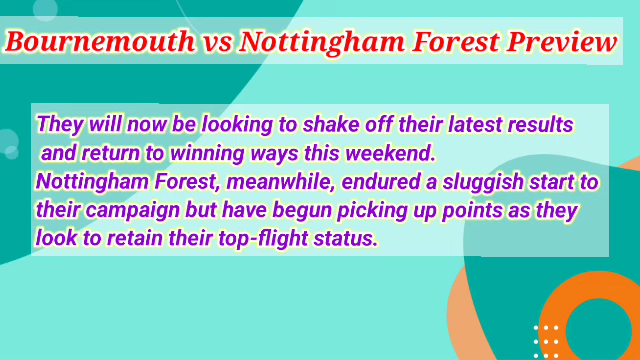 Bournemouth vs Nottingham Forest Preview
They will now be looking to shake off their latest results
and return to winning ways this weekend.
Nottingham Forest, meanwhile, endured a sluggish start to
their campaign but have begun picking up points as they
look to retain their top-flight status.